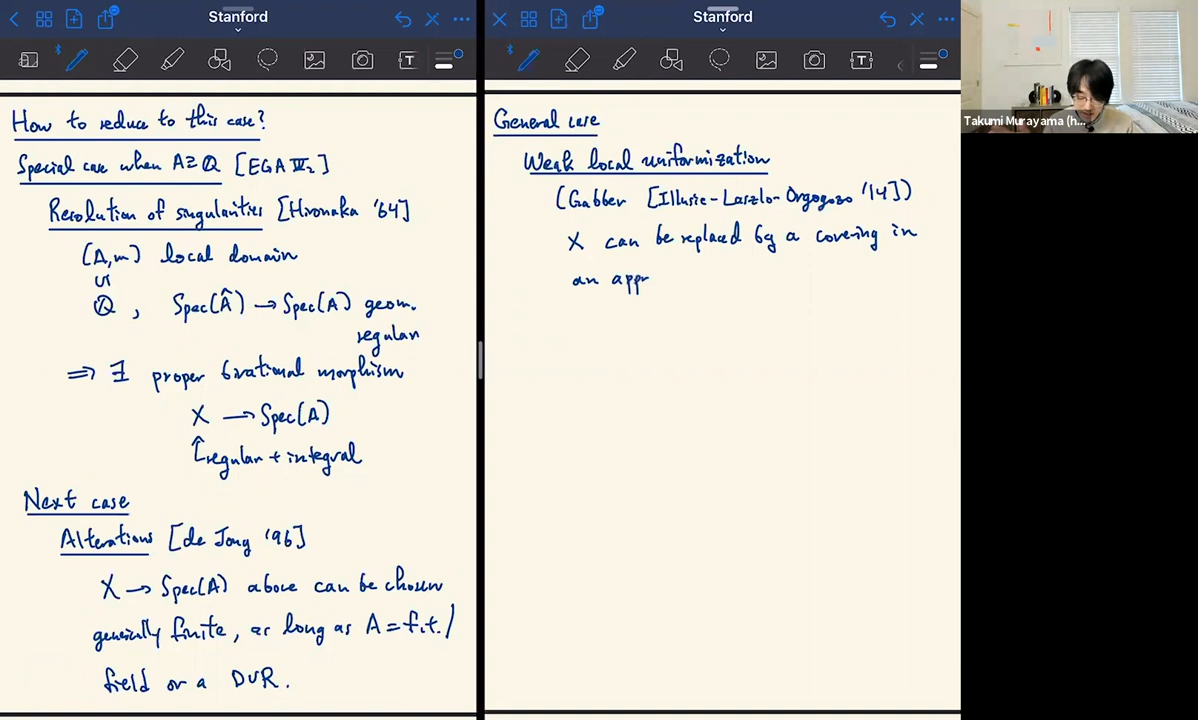 Stanford
How to reduce to this case?
Special case when A ⊇ ℚ [EGA IV₂]
Resolution of singularities [Hironaka '64]
(A,m) local domain
∪ı
ℚ , Spec(Â) → Spec(A) geom.
regular
⇒ ∃ proper birational morphism
X → Spec(A)
↑regular + integral
Next case
Alterations [de Jong '96]
X → Spec(A) above can be chosen
generically finite, as long as A = f.t. /
field or a DVR.
Stanford
General case
Weak local uniformization
(Gabber [Illusie-Laszlo-Orgogozo '14])
X can be replaced by a covering in
an appr
Takumi Murayama (h...